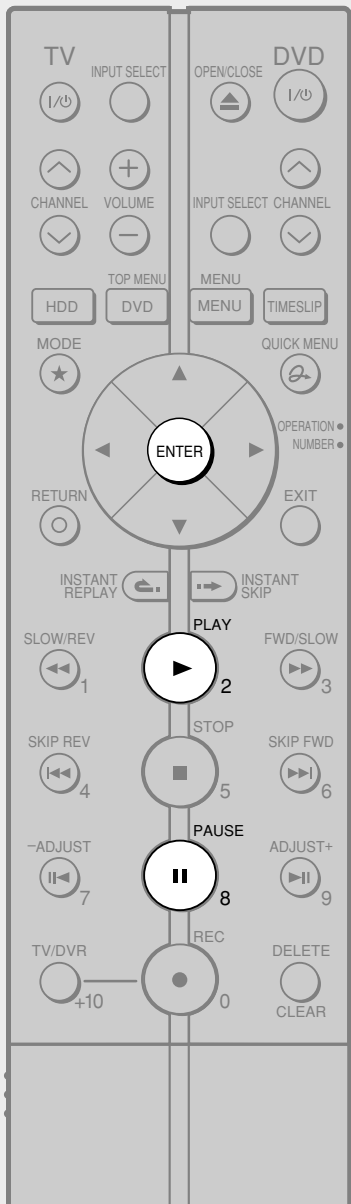 TV DVD
INPUT SELECT OPEN/CLOSE
I/⏻ I/⏻
CHANNEL VOLUME INPUT SELECT CHANNEL
TOP MENU MENU
HDD DVD MENU TIMESLIP
MODE QUICK MENU
OPERATION
NUMBER
ENTER
RETURN EXIT
INSTANT REPLAY INSTANT SKIP
PLAY
SLOW/REV FWD/SLOW
1 2 3
STOP
SKIP REV SKIP FWD
4 5 6
PAUSE
−ADJUST ADJUST+
7 8 9
REC
TV/DVR DELETE
+10 0
CLEAR